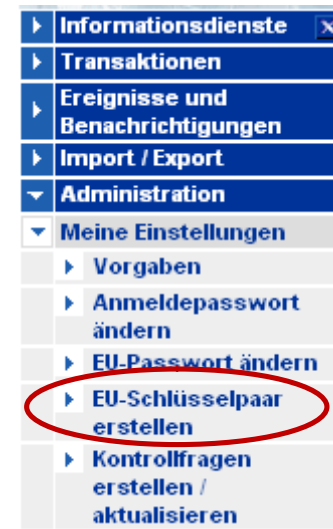 Informationsdienste
Transaktionen
Ereignisse und
Benachrichtigungen
Import / Export
Administration
Meine Einstellungen
Vorgaben
Anmeldepasswort
ändern
EU-Passwort ändern
EU-Schlüsselpaar
erstellen
Kontrollfragen
erstellen /
aktualisieren